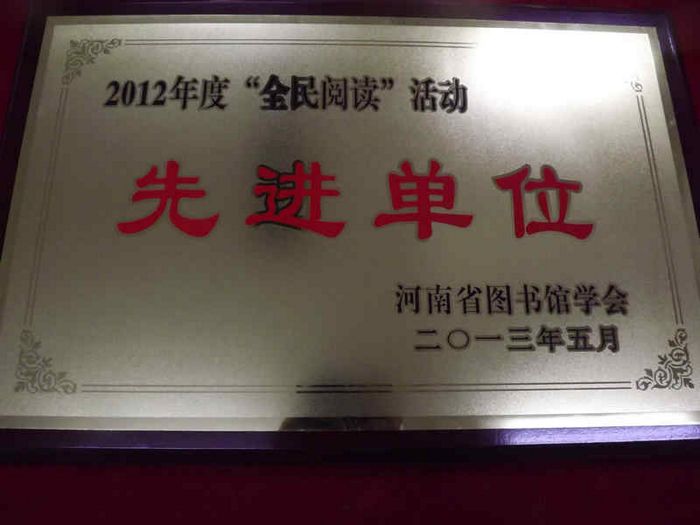 2012年度“全民阅读”活动
先进单位
河南省图书馆学会
二〇一三年五月